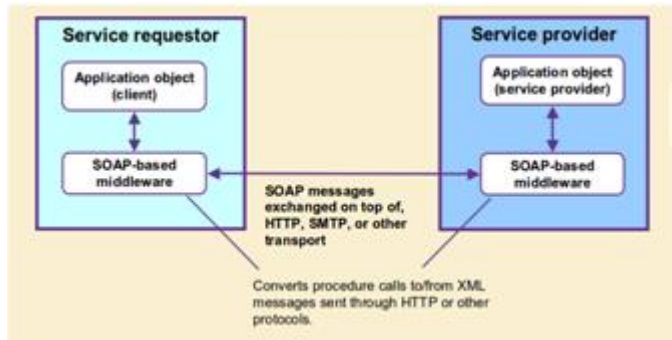 Service requestor
Application object
(client)
SOAP-based
middleware
Service provider
Application object
(service provider)
SOAP-based
middleware
SOAP messages
exchanged on top of,
HTTP, SMTP, or other
transport
Converts procedure calls to/from XML
messages sent through HTTP or other
protocols.